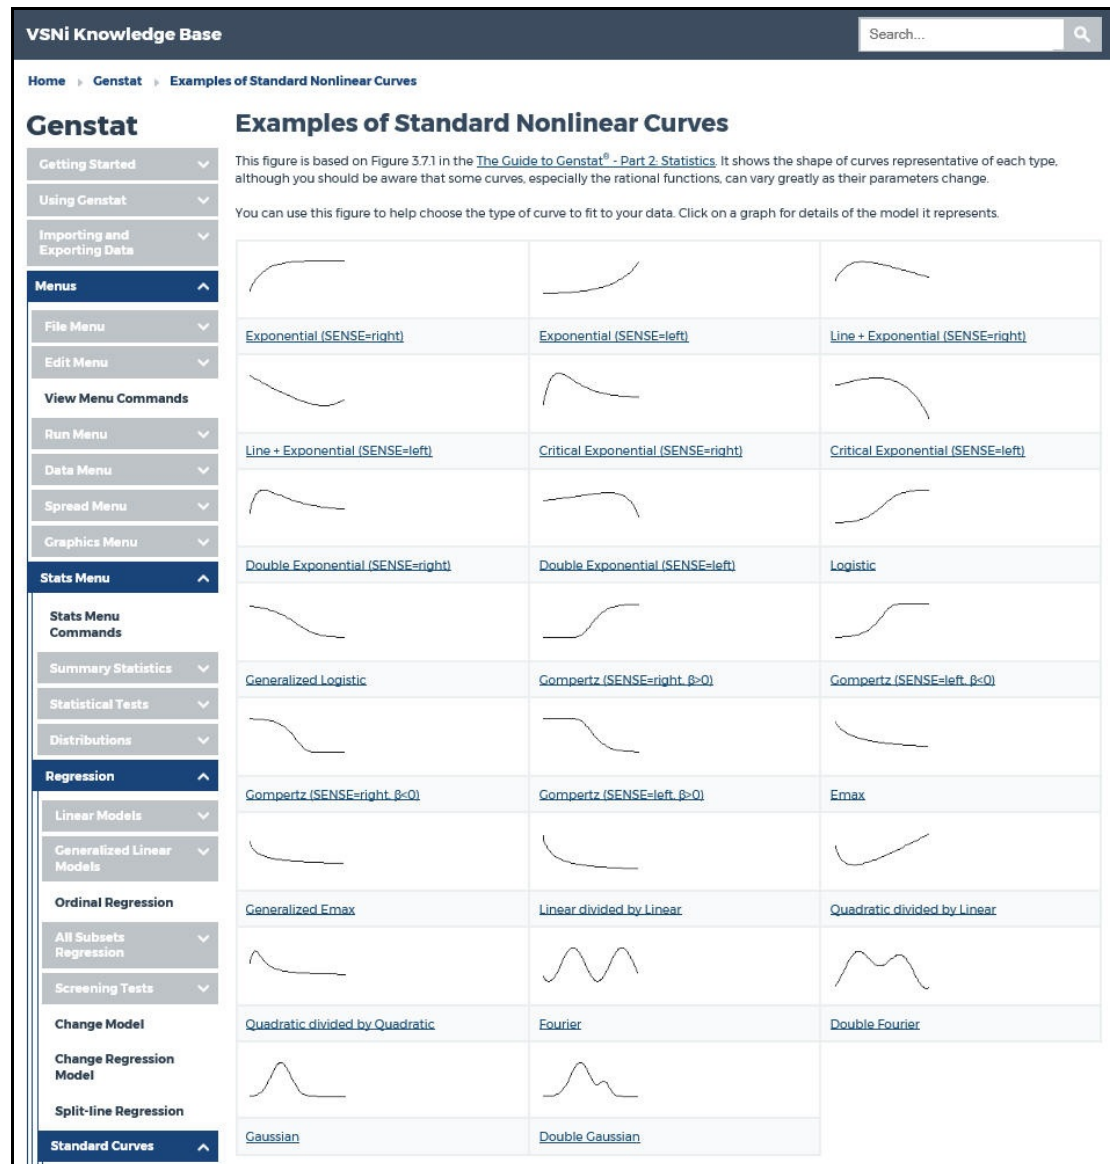 VSNi Knowledge Base
Search...
Home
Genstat
Examples of Standard Nonlinear Curves
Genstat
Getting Started
Using Genstat
Importing and
Exporting Data
Menus
File Menu
Edit Menu
View Menu Commands
Run Menu
Data Menu
Spread Menu
Graphics Menu
Stats Menu
Stats Menu
Commands
Summary Statistics
Statistical Tests
Distributions
Regression
Linear Models
Generalized Linear
Models
Ordinal Regression
All Subsets
Regression
Screening Tests
Change Model
Change Regression
Model
Split-line Regression
Standard Curves
Examples of Standard Nonlinear Curves
This figure is based on Figure 3.7.1 in the The Guide to Genstat® - Part 2: Statistics. It shows the shape of curves representative of each type,
although you should be aware that some curves, especially the rational functions, can vary greatly as their parameters change.
You can use this figure to help choose the type of curve to fit to your data. Click on a graph for details of the model it represents.
Exponential (SENSE=right)
Exponential (SENSE=left)
Line + Exponential (SENSE=right)
Line + Exponential (SENSE=left)
Critical Exponential (SENSE=right)
Critical Exponential (SENSE=left)
Double Exponential (SENSE=right)
Double Exponential (SENSE=left)
Logistic
Generalized Logistic
Gompertz (SENSE=right, β>0)
Gompertz (SENSE=left, β<0)
Gompertz (SENSE=right, β<0)
Gompertz (SENSE=left, β>0)
Emax
Generalized Emax
Linear divided by Linear
Quadratic divided by Linear
Quadratic divided by Quadratic
Fourier
Double Fourier
Gaussian
Double Gaussian